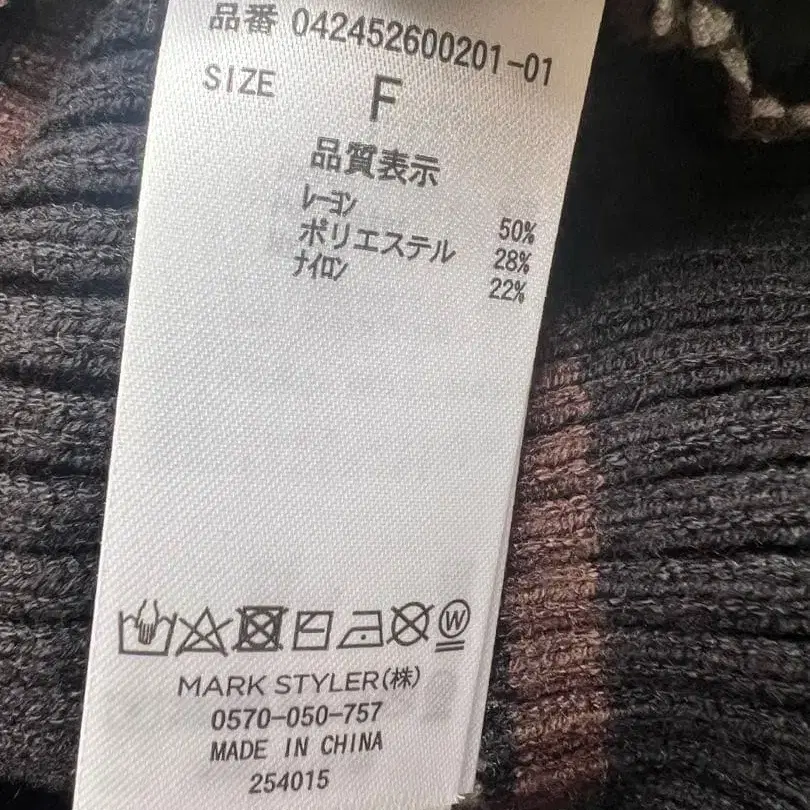 品番 042452600201-01
SIZE F
品質表示
レーヨン 50%
ポリエステル 28%
ナイロン 22%
W
MARK STYLER(株)
0570-050-757
MADE IN CHINA
254015